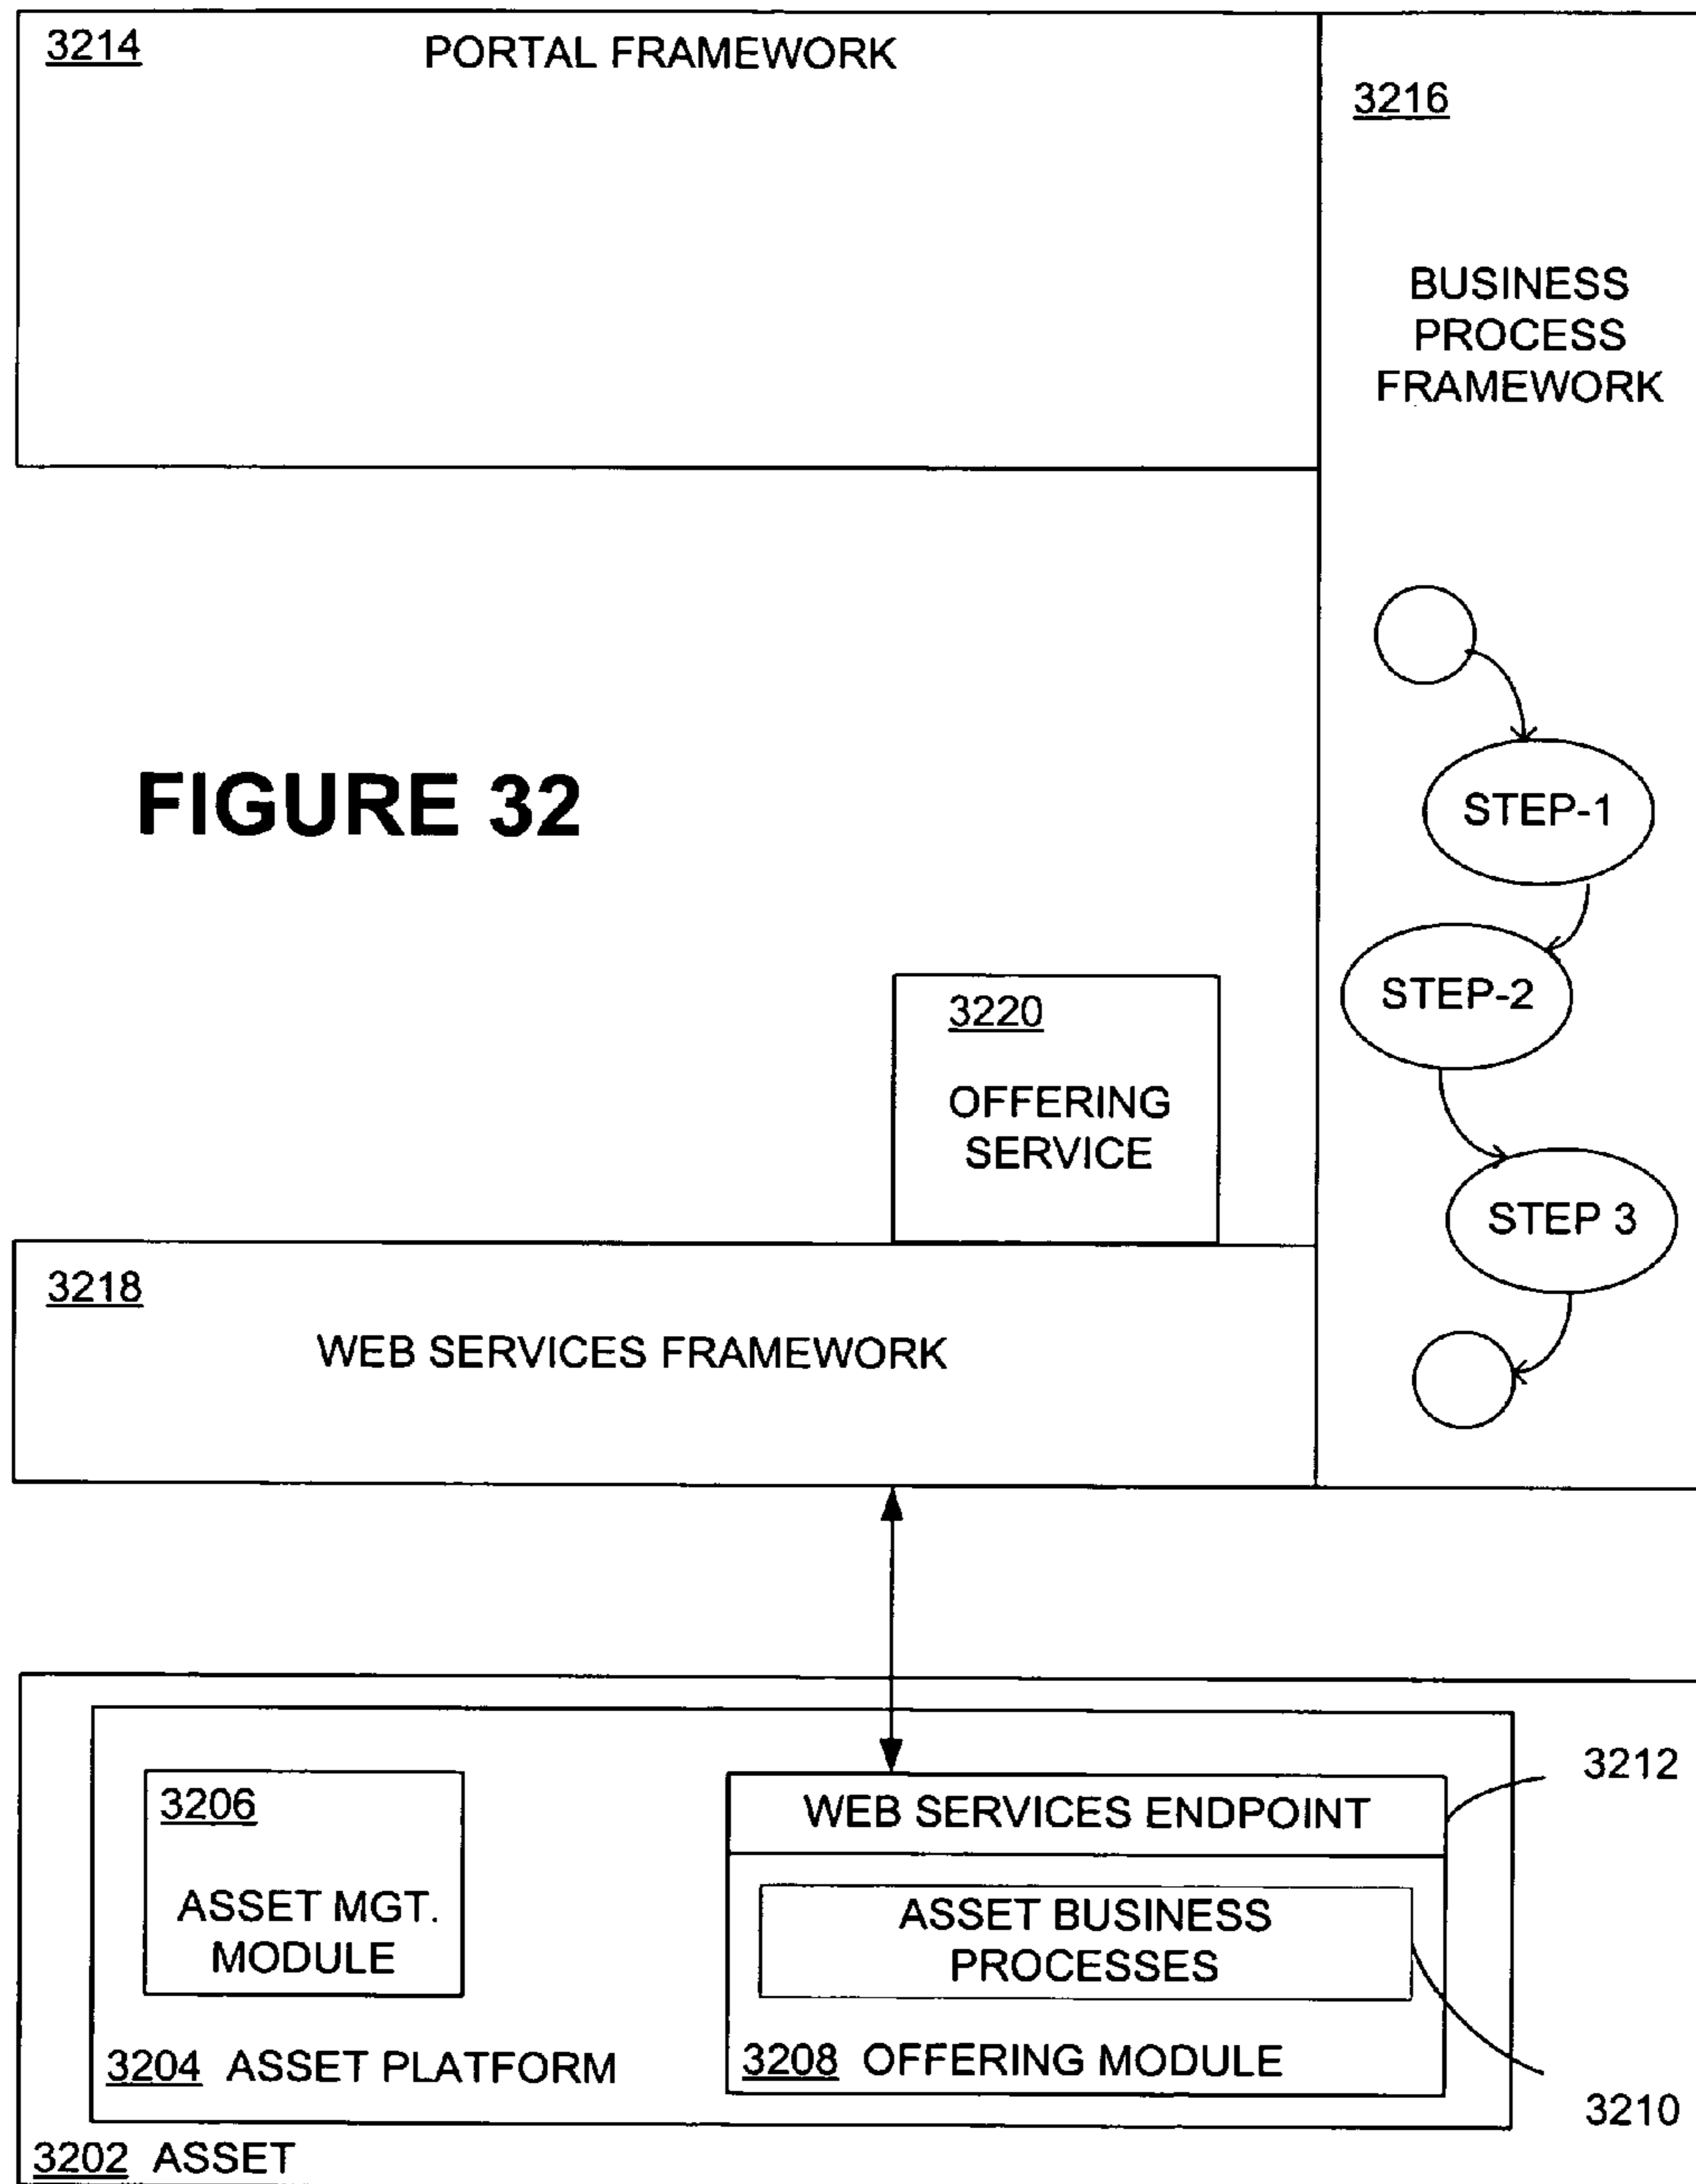 3214 PORTAL FRAMEWORK
3216
BUSINESS
PROCESS
FRAMEWORK
FIGURE 32
STEP-1
STEP-2
STEP 3
3220
OFFERING
SERVICE
3218
WEB SERVICES FRAMEWORK
3212
3206
ASSET MGT.
MODULE
WEB SERVICES ENDPOINT
ASSET BUSINESS
PROCESSES
3204 ASSET PLATFORM
3208 OFFERING MODULE
3210
3202 ASSET